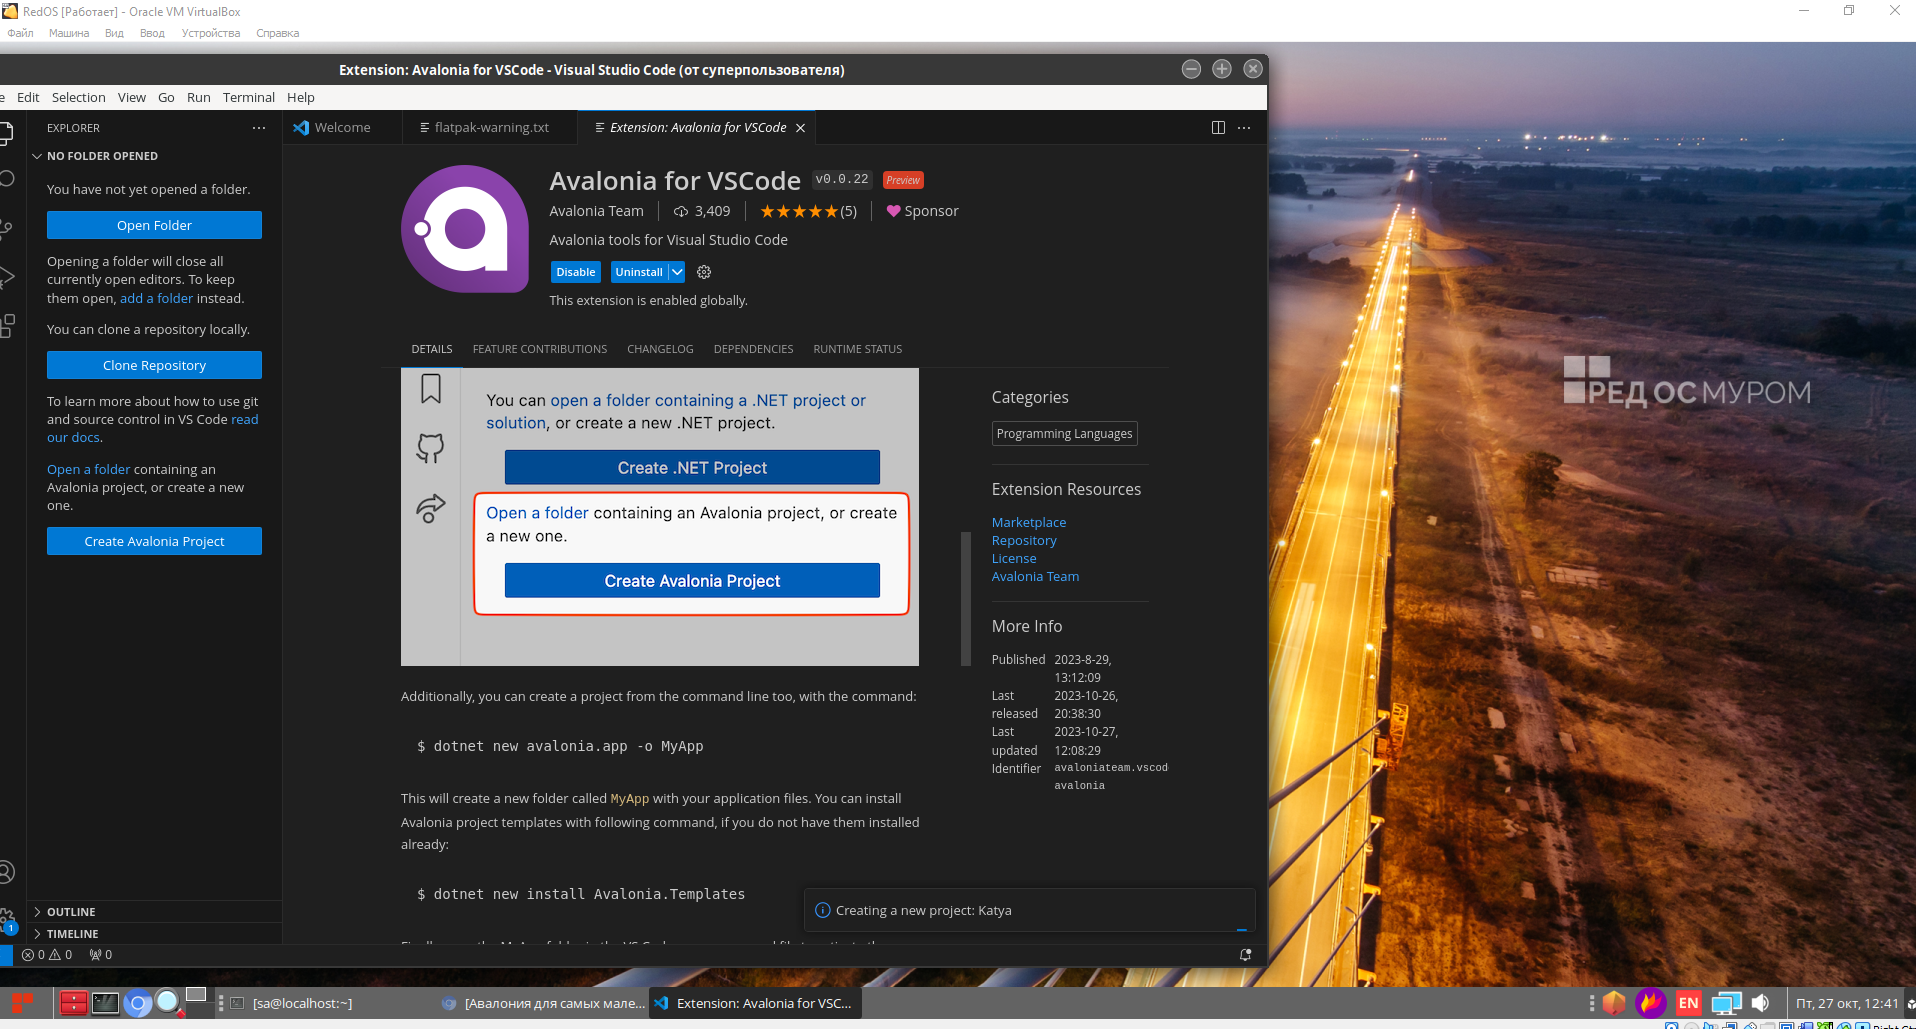 RedOS [Работает] - Oracle VM VirtualBox
Файл Машина Вид Ввод Устройства Справка
Extension: Avalonia for VSCode - Visual Studio Code (от суперпользователя)
e Edit Selection View Go Run Terminal Help
EXPLORER
Welcome
flatpak-warning.txt
Extension: Avalonia for VSCode
NO FOLDER OPENED
You have not yet opened a folder.
Open Folder
Opening a folder will close all
currently open editors. To keep
them open, add a folder instead.
You can clone a repository locally.
Clone Repository
To learn more about how to use git
and source control in VS Code read
our docs.
Open a folder containing an
Avalonia project, or create a new
one.
Create Avalonia Project
OUTLINE
TIMELINE
Avalonia for VSCode v0.0.22 Preview
Avalonia Team 3,409 (5) Sponsor
Avalonia tools for Visual Studio Code
Disable Uninstall
This extension is enabled globally.
DETAILS FEATURE CONTRIBUTIONS CHANGELOG DEPENDENCIES RUNTIME STATUS
You can open a folder containing a .NET project or
solution, or create a new .NET project.
Create .NET Project
Open a folder containing an Avalonia project, or create
a new one.
Create Avalonia Project
Additionally, you can create a project from the command line too, with the command:
$ dotnet new avalonia.app -o MyApp
This will create a new folder called MyApp with your application files. You can install
Avalonia project templates with following command, if you do not have them installed
already:
$ dotnet new install Avalonia.Templates
Categories
Programming Languages
Extension Resources
Marketplace
Repository
License
Avalonia Team
More Info
Published 2023-8-29,
13:12:09
Last 2023-10-26,
released 20:38:30
Last 2023-10-27,
updated 12:08:29
Identifier avaloniateam.vscod
avalonia
Creating a new project: Katya
1
0 0 0
РЕД ОС МУРОМ
[sa@localhost:~]
[Авалония для самых мале...
Extension: Avalonia for VSC...
EN
Пт, 27 окт, 12:41